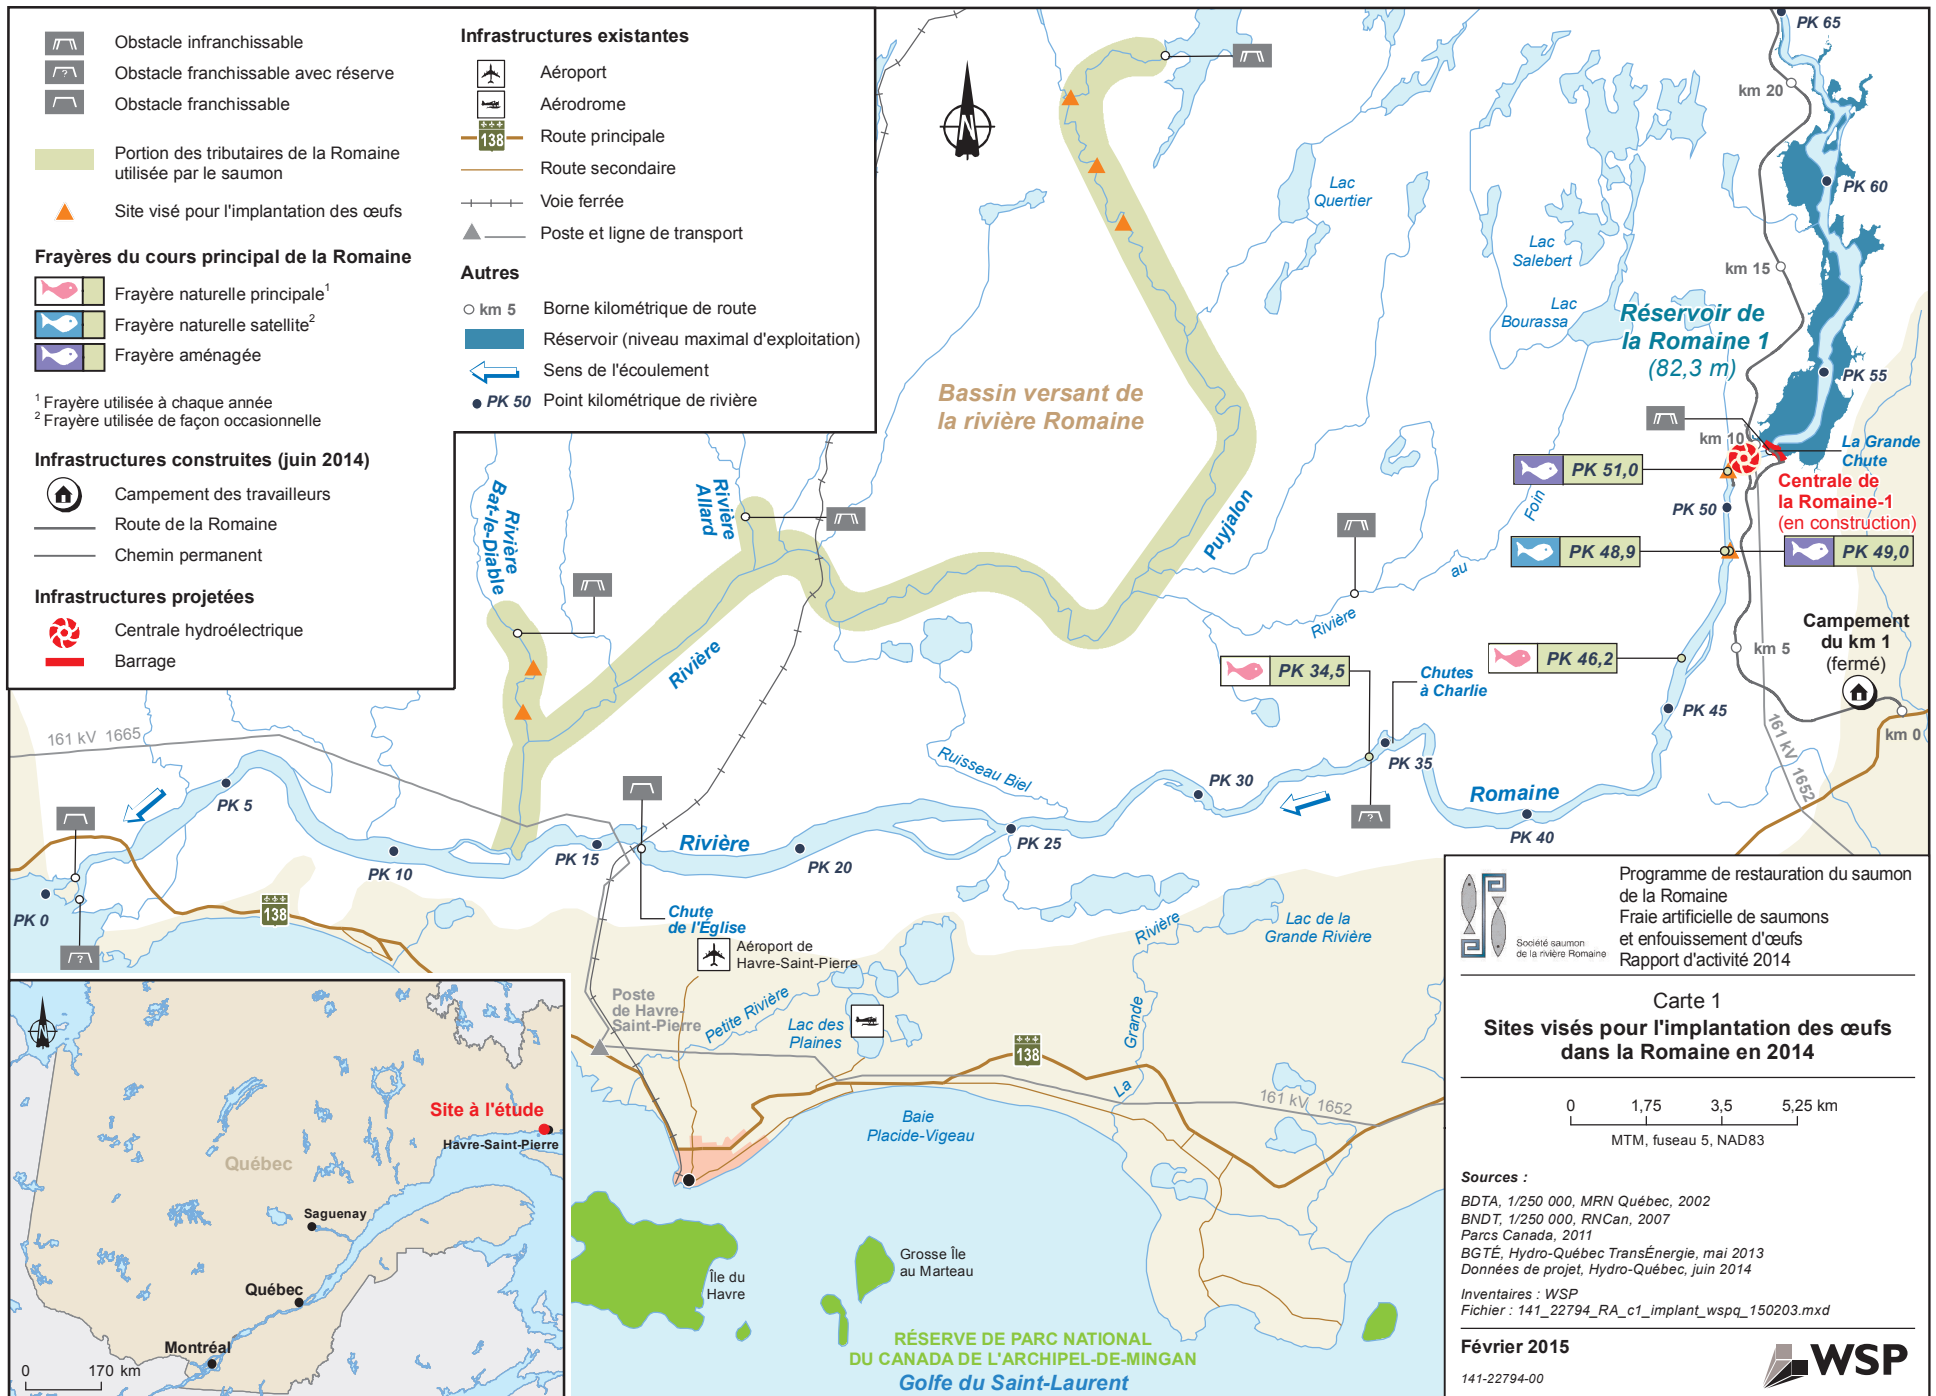 Obstacle infranchissable
Obstacle franchissable avec réserve
Obstacle franchissable
Portion des tributaires de la Romaine
utilisée par le saumon
Site visé pour l'implantation des œufs
Frayères du cours principal de la Romaine
Frayère naturelle principale¹
Frayère naturelle satellite²
Frayère aménagée
¹ Frayère utilisée à chaque année
² Frayère utilisée de façon occasionnelle
Infrastructures construites (juin 2014)
Campement des travailleurs
Route de la Romaine
Chemin permanent
Infrastructures projetées
Centrale hydroélectrique
Barrage
Infrastructures existantes
Aéroport
Aérodrome
138 Route principale
Route secondaire
Voie ferrée
Poste et ligne de transport
Autres
km 5 Borne kilométrique de route
Réservoir (niveau maximal d'exploitation)
Sens de l'écoulement
PK 50 Point kilométrique de rivière
PK 65
km 20
PK 60
Lac
Quertier
Lac
Salebert
km 15
Lac
Bourassa
Réservoir de
la Romaine 1
(82,3 m)
PK 55
Bassin versant de
la rivière Romaine
km 10
La Grande
Chute
PK 51,0
Centrale de
la Romaine-1
(en construction)
PK 50
PK 48,9
PK 49,0
Rivière
Bat-le-Diable
Rivière
Allard
Puyjalon
Foin
au
Rivière
Rivière
Campement
du km 1
(fermé)
km 5
PK 46,2
PK 34,5
Chutes
à Charlie
PK 45
km 0
161 kV 1665
161 kV 1652
Ruisseau Biel
PK 35
PK 30
Romaine
PK 40
PK 5
PK 25
Rivière
PK 20
PK 15
PK 10
PK 0
138
Chute
de l'Église
Aéroport de
Havre-Saint-Pierre
Rivière
Lac de la
Grande Rivière
Poste
de Havre-
Saint-Pierre
Petite Rivière
Lac des
Plaines
Grande
La
138
161 kV 1652
Baie
Placide-Vigeau
Île du
Havre
Grosse Île
au Marteau
RÉSERVE DE PARC NATIONAL
DU CANADA DE L'ARCHIPEL-DE-MINGAN
Golfe du Saint-Laurent
Site à l'étude
Havre-Saint-Pierre
Québec
Saguenay
Québec
Montréal
0 170 km
Société saumon
de la rivière Romaine
Programme de restauration du saumon
de la Romaine
Fraie artificielle de saumons
et enfouissement d'œufs
Rapport d'activité 2014
Carte 1
Sites visés pour l'implantation des œufs
dans la Romaine en 2014
0 1,75 3,5 5,25 km
MTM, fuseau 5, NAD83
Sources :
BDTA, 1/250 000, MRN Québec, 2002
BNDT, 1/250 000, RNCan, 2007
Parcs Canada, 2011
BGTÉ, Hydro-Québec TransÉnergie, mai 2013
Données de projet, Hydro-Québec, juin 2014
Inventaires : WSP
Fichier : 141_22794_RA_c1_implant_wspq_150203.mxd
Février 2015
141-22794-00
WSP